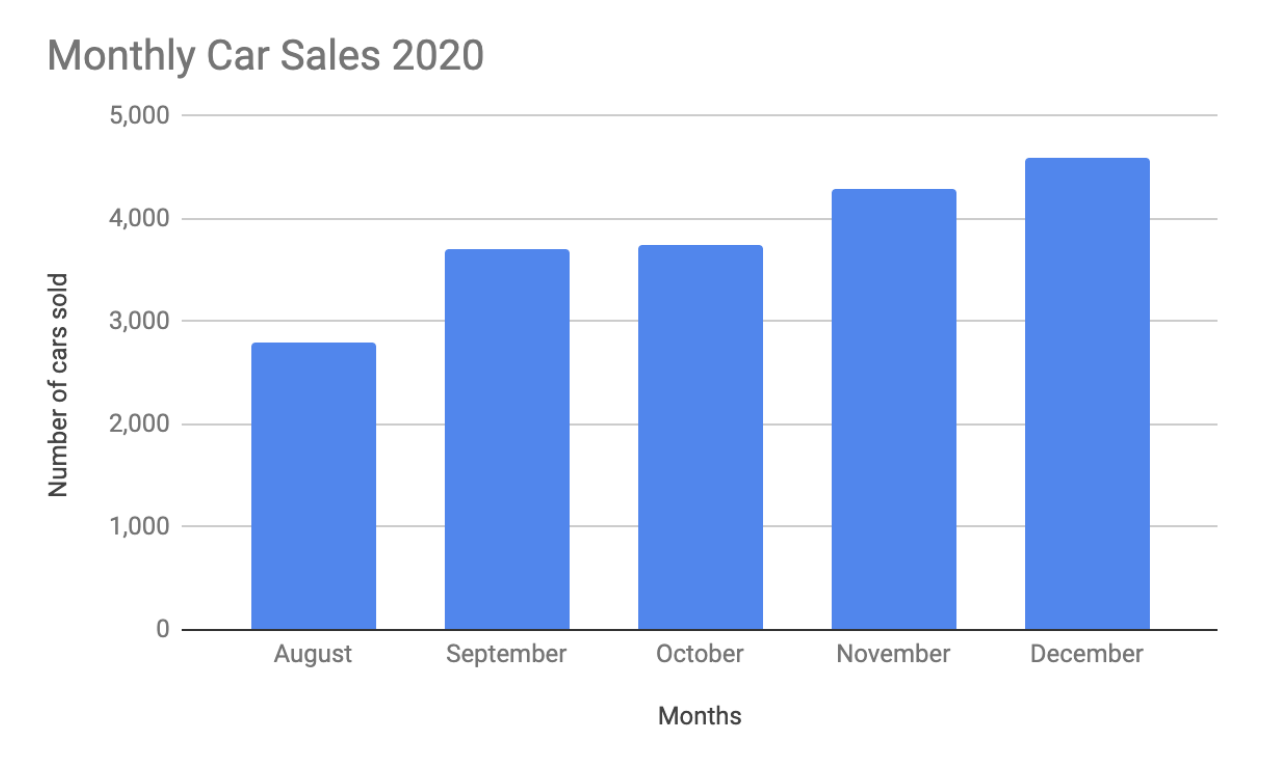 Monthly Car Sales 2020
5,000
4,000
3,000
2,000
1,000
0
Number of cars sold
August September October November December
Months